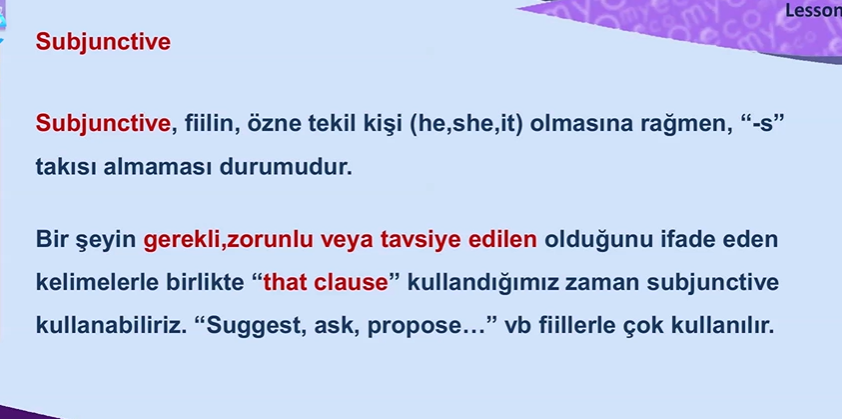 Lesson
Subjunctive
Subjunctive, fiilin, özne tekil kişi (he,she,it) olmasına rağmen, “-s”
takısı almaması durumudur.
Bir şeyin gerekli,zorunlu veya tavsiye edilen olduğunu ifade eden
kelimelerle birlikte “that clause” kullandığımız zaman subjunctive
kullanabiliriz. “Suggest, ask, propose…” vb fiillerle çok kullanılır.